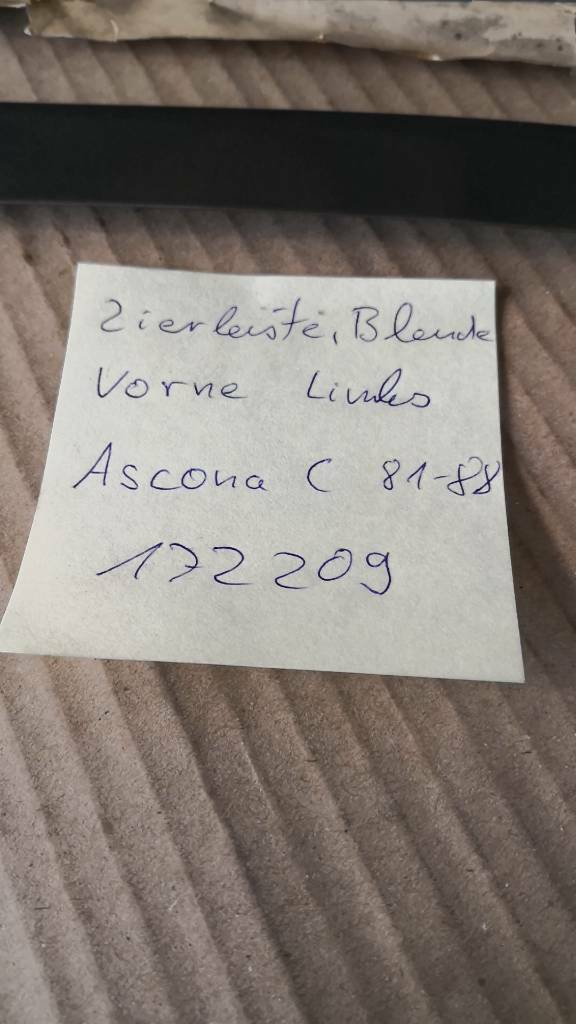 Zierleiste, Blende
Vorne Links
Ascona C 81-88
172209